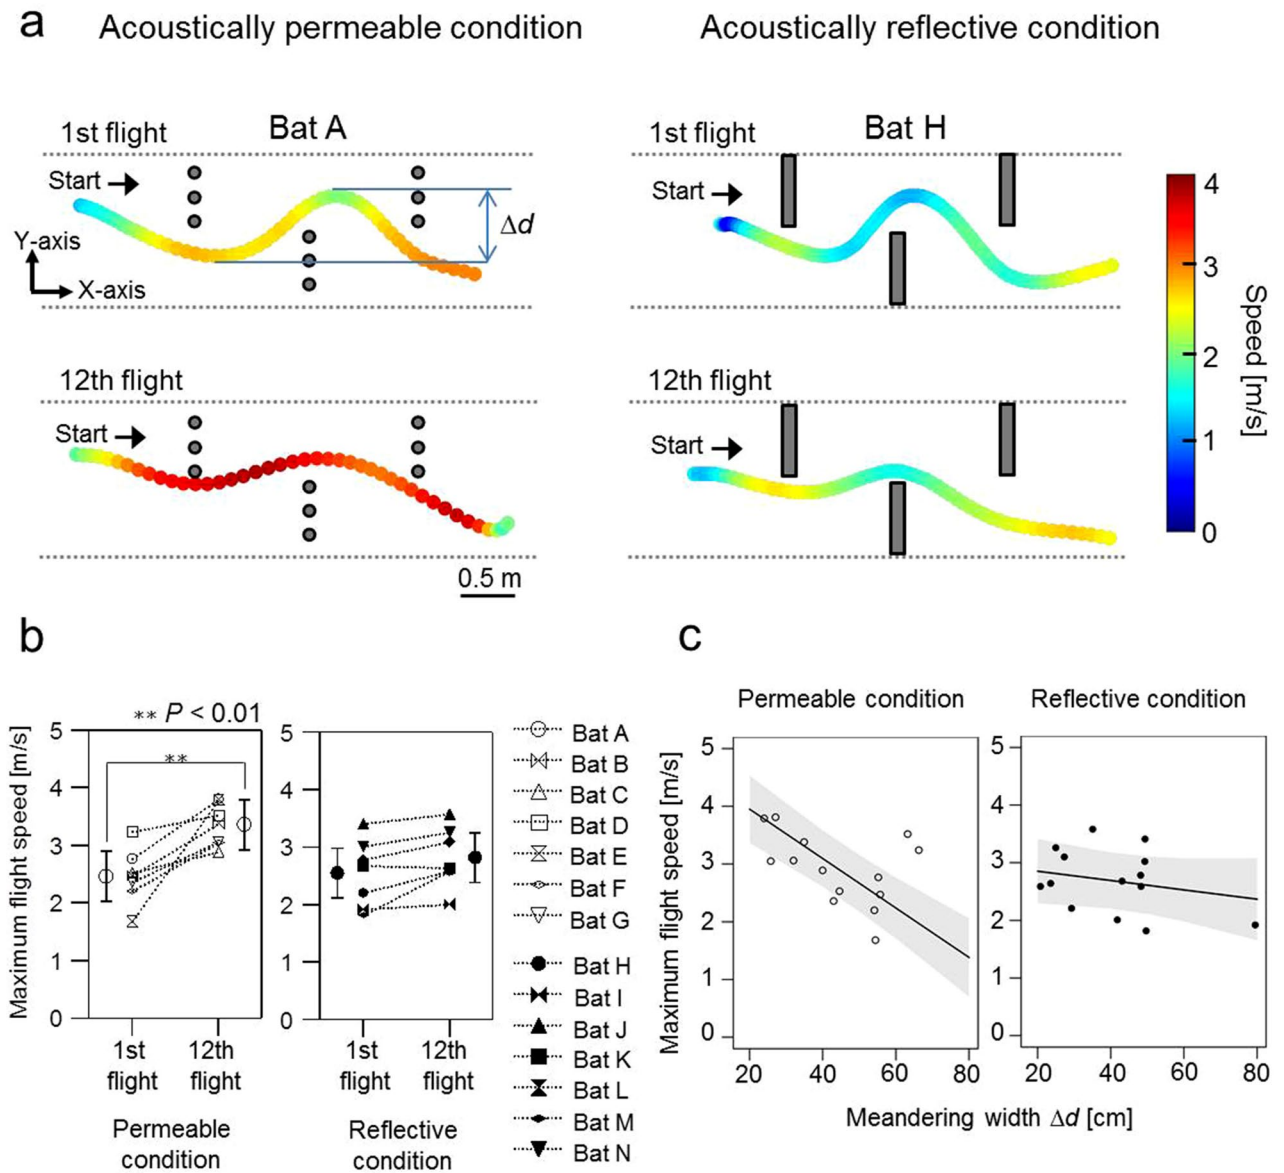 a
Acoustically permeable condition
Acoustically reflective condition
1st flight
Bat A
Start
Δd
Y-axis
X-axis
1st flight
Bat H
Start
12th flight
Start
0.5 m
12th flight
Start
4
3
2
1
0
Speed [m/s]
b
** P < 0.01
**
Maximum flight speed [m/s]
5
4
3
2
1
0
1st flight
12th flight
Permeable condition
5
4
3
2
1
0
1st flight
12th flight
Reflective condition
Bat A
Bat B
Bat C
Bat D
Bat E
Bat F
Bat G
Bat H
Bat I
Bat J
Bat K
Bat L
Bat M
Bat N
c
Permeable condition
Reflective condition
Maximum flight speed [m/s]
5
4
3
2
1
0
20 40 60 80
5
4
3
2
1
0
20 40 60 80
Meandering width Δd [cm]